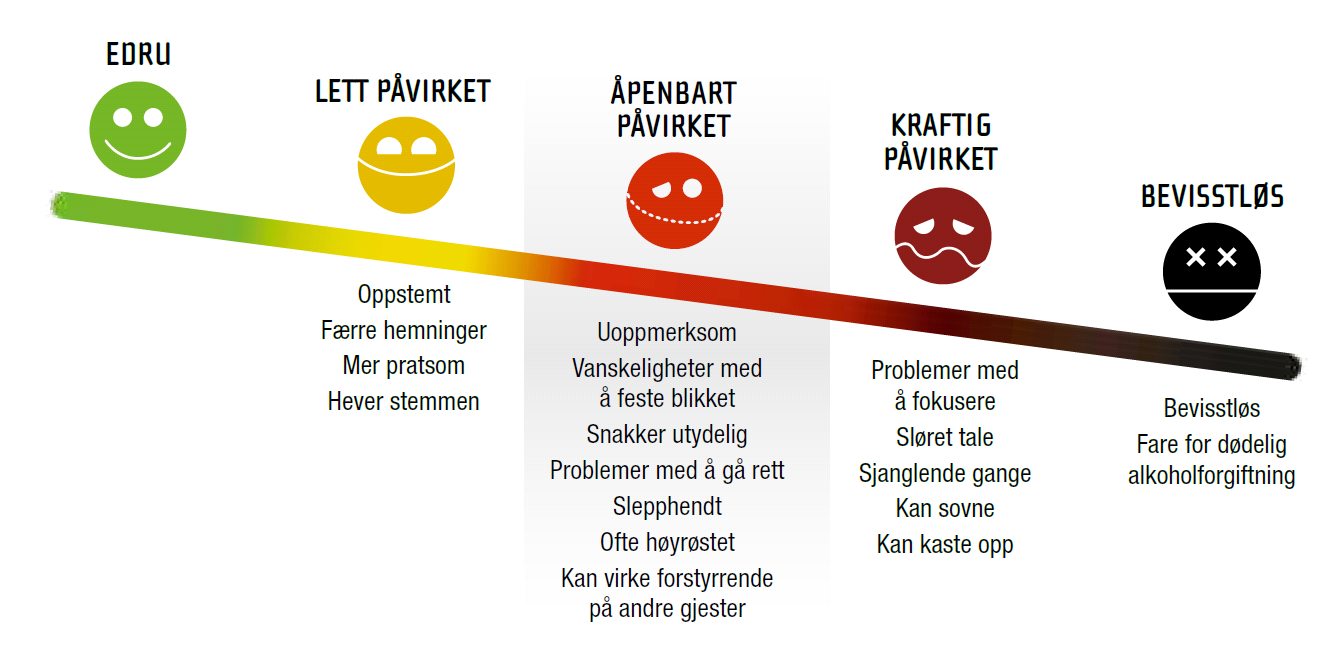 EDRU
LETT PÅVIRKET
Oppstemt
Færre hemninger
Mer pratsom
Hever stemmen
ÅPENBART
PÅVIRKET
Uoppmerksom
Vanskeligheter med
å feste blikket
Snakker utydelig
Problemer med å gå rett
Slepphendt
Ofte høyrøstet
Kan virke forstyrrende
på andre gjester
KRAFTIG
PÅVIRKET
Problemer med
å fokusere
Sløret tale
Sjanglende gange
Kan sovne
Kan kaste opp
BEVISSTLØS
Bevisstløs
Fare for dødelig
alkoholforgiftning